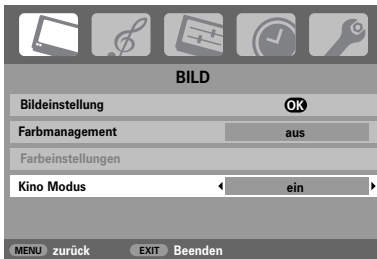 BILD
Bildeinstellung OK
Farbmanagement aus
Farbeinstellungen
Kino Modus ein
MENU zurück EXIT Beenden